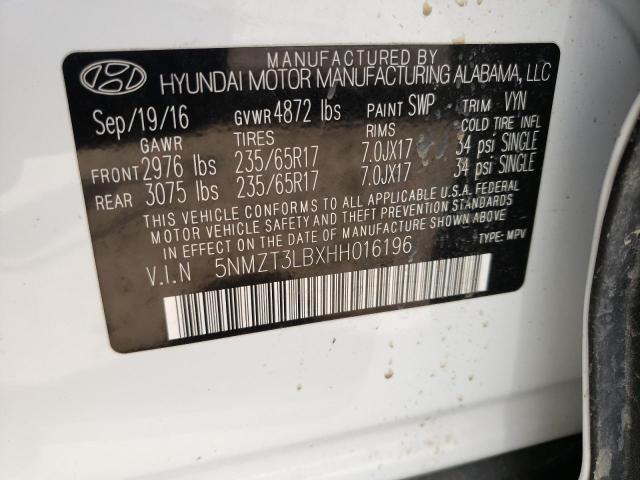 MANUFACTURED BY
HYUNDAI MOTOR MANUFACTURING ALABAMA, LLC
Sep/19/16 GVWR 4872 lbs PAINT SWP TRIM VYN
GAWR TIRES RIMS COLD TIRE INFL
FRONT 2976 lbs 235/65R17 7.0JX17 34 psi SINGLE
REAR 3075 lbs 235/65R17 7.0JX17 34 psi SINGLE
THIS VEHICLE CONFORMS TO ALL APPLICABLE U.S.A. FEDERAL
MOTOR VEHICLE SAFETY AND THEFT PREVENTION STANDARDS
IN EFFECT ON THE DATE OF MANUFACTURE SHOWN ABOVE.
V.I.N 5NMZT3LBXHH016196 TYPE: MPV